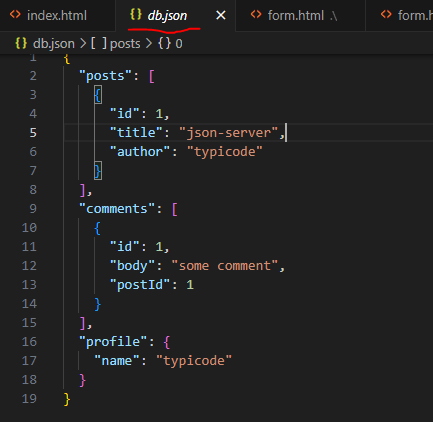 index.html
db.json
form.html .\
form.h
db.json > [ ] posts > {} 0
1 {
2 "posts": [
3 {
4 "id": 1,
5 "title": "json-server",
6 "author": "typicode"
7 }
8 ],
9 "comments": [
10 {
11 "id": 1,
12 "body": "some comment",
13 "postId": 1
14 }
15 ],
16 "profile": {
17 "name": "typicode"
18 }
19 }